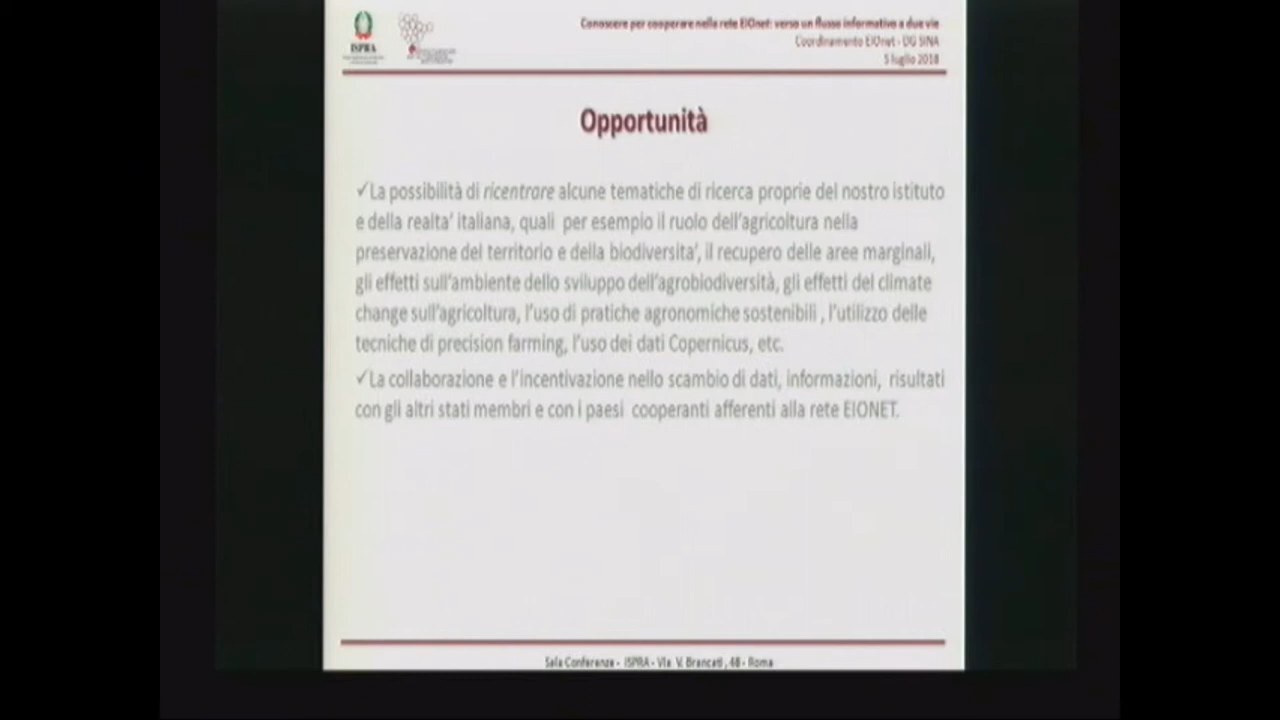 Conoscere per cooperare nella rete EIOnet: verso un flusso informativo a due vie
Coordinamento EIOnet - DG SINA
5 luglio 2018
ISPRA
Opportunità
✓La possibilità di ricentrare alcune tematiche di ricerca proprie del nostro istituto
e della realta' italiana, quali per esempio il ruolo dell'agricoltura nella
preservazione del territorio e della biodiversita', il recupero delle aree marginali,
gli effetti sull'ambiente dello sviluppo dell'agrobiodiversità, gli effetti del climate
change sull'agricoltura, l'uso di pratiche agronomiche sostenibili , l'utilizzo delle
tecniche di precision farming, l'uso dei dati Copernicus, etc.
✓La collaborazione e l'incentivazione nello scambio di dati, informazioni, risultati
con gli altri stati membri e con i paesi cooperanti afferenti alla rete EIONET.
Sala Conferenze - ISPRA - Via V. Brancati , 48 - Roma